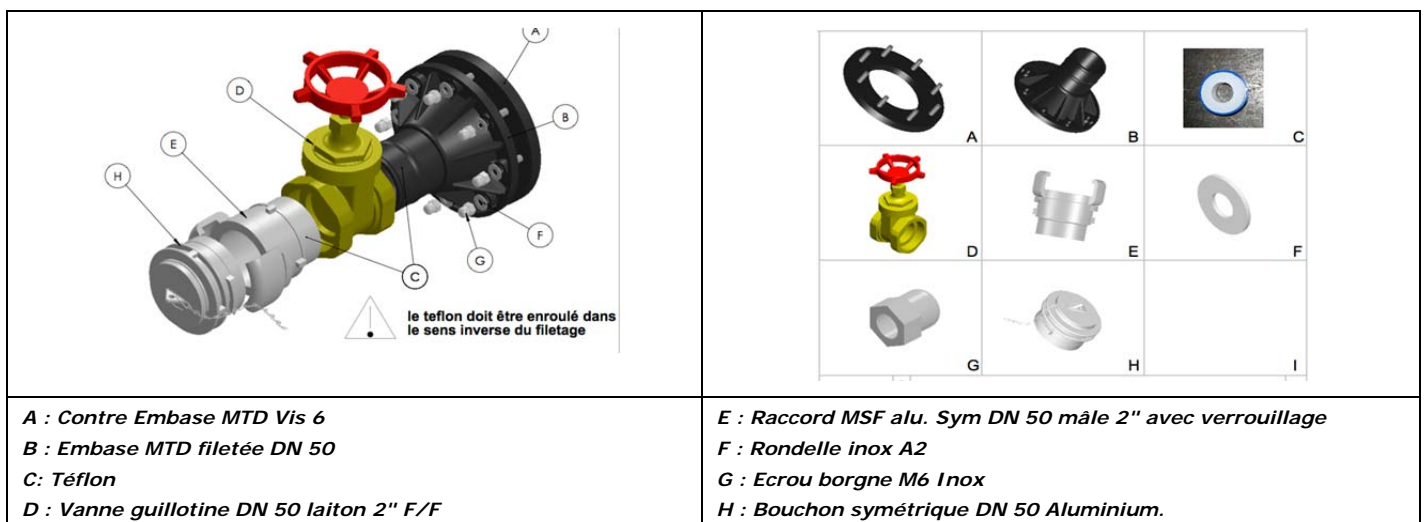 A
D
B
E
H
F
G
C
le teflon doit être enroulé dans
le sens inverse du filetage
A
B
C
D
E
F
G
H
I
A : Contre Embase MTD Vis 6
B : Embase MTD filetée DN 50
C: Téflon
D : Vanne guillotine DN 50 laiton 2" F/F
E : Raccord MSF alu. Sym DN 50 mâle 2" avec verrouillage
F : Rondelle inox A2
G : Ecrou borgne M6 Inox
H : Bouchon symétrique DN 50 Aluminium.